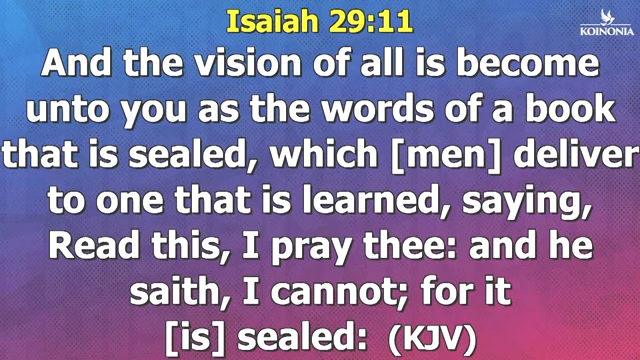 Isaiah 29:11
KOINONIA
And the vision of all is become
unto you as the words of a book
that is sealed, which [men] deliver
to one that is learned, saying,
Read this, I pray thee: and he
saith, I cannot; for it
[is] sealed: (KJV)